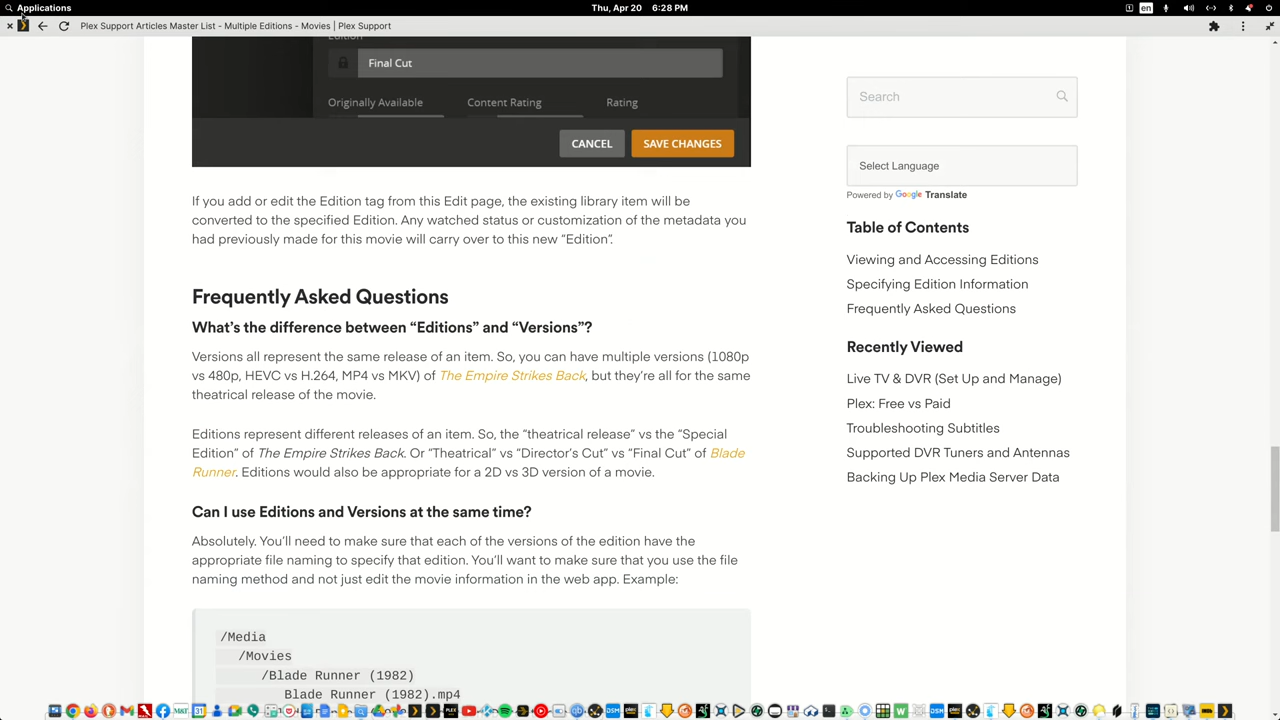 Applications
Thu, Apr 20 6:28 PM
en
Plex Support Articles Master List - Multiple Editions - Movies | Plex Support
Edition
Final Cut
Originally Available Content Rating Rating
CANCEL SAVE CHANGES
If you add or edit the Edition tag from this Edit page, the existing library item will be
converted to the specified Edition. Any watched status or customization of the metadata you
had previously made for this movie will carry over to this new “Edition”.
Frequently Asked Questions
What’s the difference between “Editions” and “Versions”?
Versions all represent the same release of an item. So, you can have multiple versions (1080p
vs 480p, HEVC vs H.264, MP4 vs MKV) of The Empire Strikes Back, but they’re all for the same
theatrical release of the movie.
Editions represent different releases of an item. So, the “theatrical release” vs the “Special
Edition” of The Empire Strikes Back. Or “Theatrical” vs “Director’s Cut” vs “Final Cut” of Blade
Runner. Editions would also be appropriate for a 2D vs 3D version of a movie.
Can I use Editions and Versions at the same time?
Absolutely. You’ll need to make sure that each of the versions of the edition have the
appropriate file naming to specify that edition. You’ll want to make sure that you use the file
naming method and not just edit the movie information in the web app. Example:
/Media
/Movies
/Blade Runner (1982)
Blade Runner (1982).mp4
Search
Select Language
Powered by Google Translate
Table of Contents
Viewing and Accessing Editions
Specifying Edition Information
Frequently Asked Questions
Recently Viewed
Live TV & DVR (Set Up and Manage)
Plex: Free vs Paid
Troubleshooting Subtitles
Supported DVR Tuners and Antennas
Backing Up Plex Media Server Data